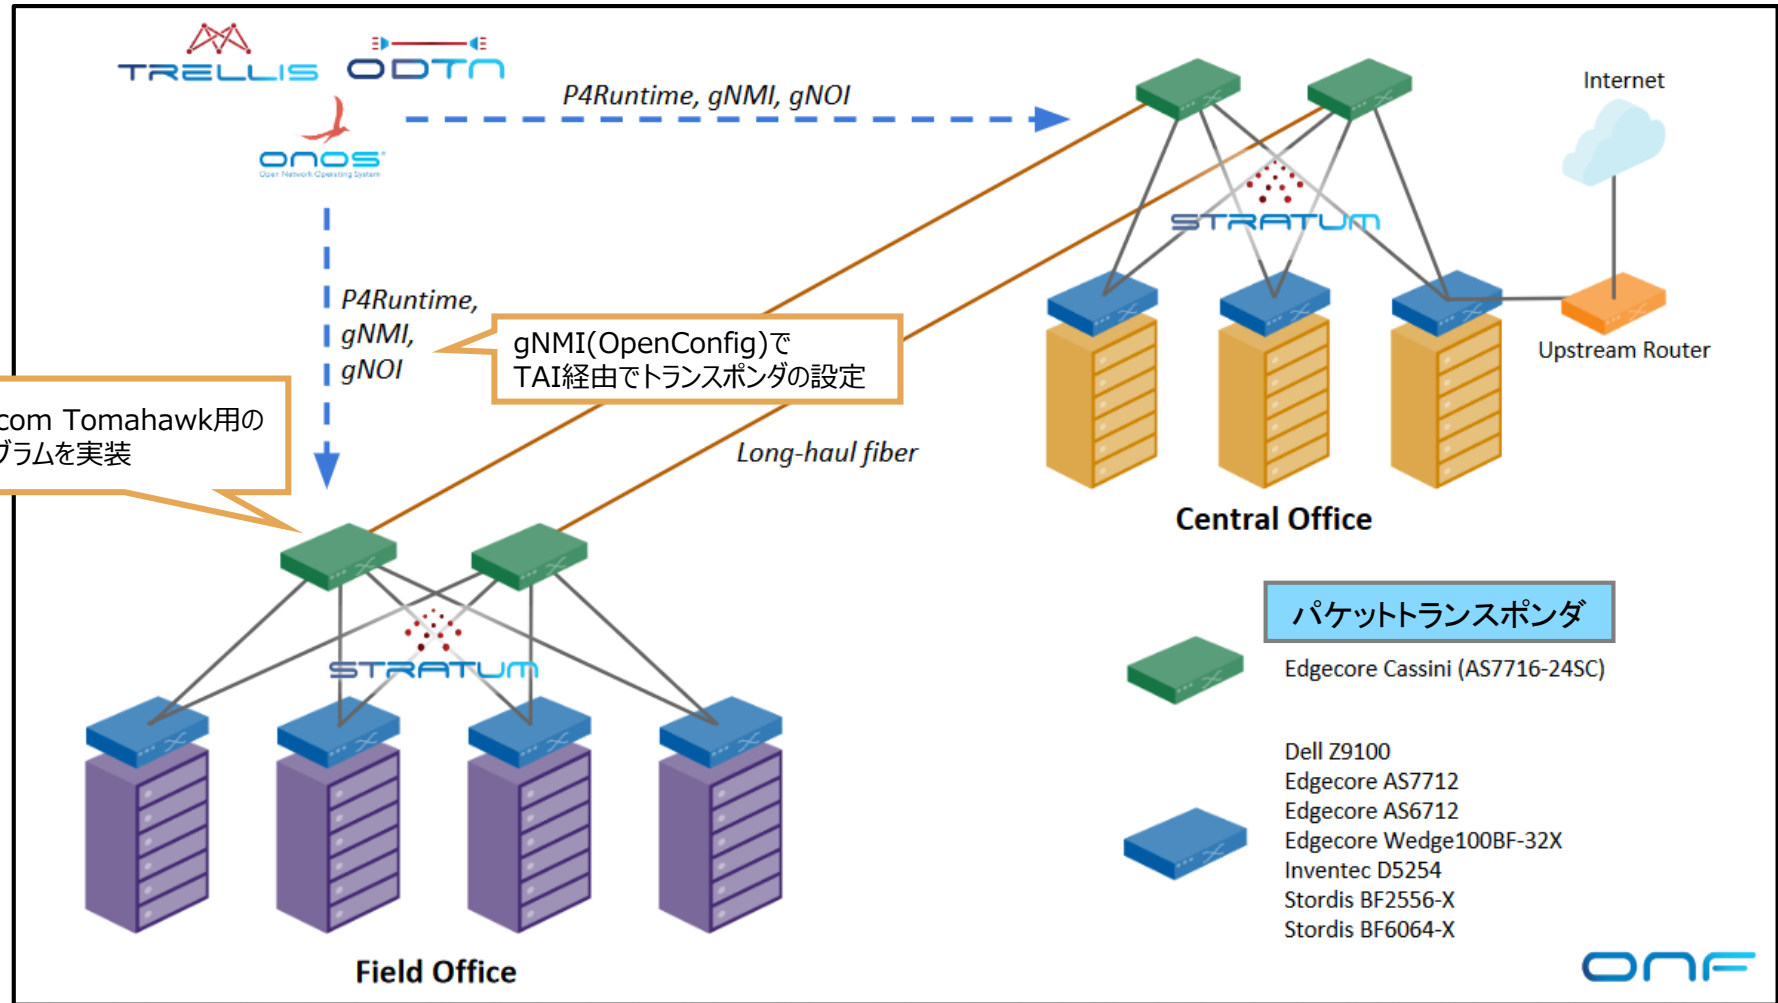 TRELLIS
ODTN
P4Runtime, gNMI, gNOI
Internet
ONOS
Open Network Operating System
STRATUM
P4Runtime,
gNMI,
gNOI
gNMI(OpenConfig)で
TAI経由でトランスポンダの設定
Upstream Router
com Tomahawk用の
グラムを実装
Long-haul fiber
Central Office
パケットトランスポンダ
STRATUM
Edgecore Cassini (AS7716-24SC)
Dell Z9100
Edgecore AS7712
Edgecore AS6712
Edgecore Wedge100BF-32X
Inventec D5254
Stordis BF2556-X
Stordis BF6064-X
Field Office
ONF